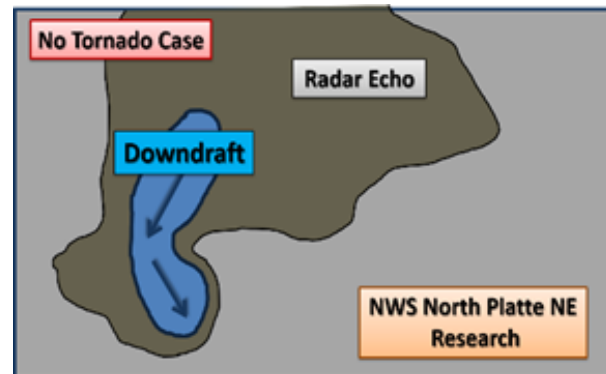 No Tornado Case
Radar Echo
Downdraft
NWS North Platte NE
Research